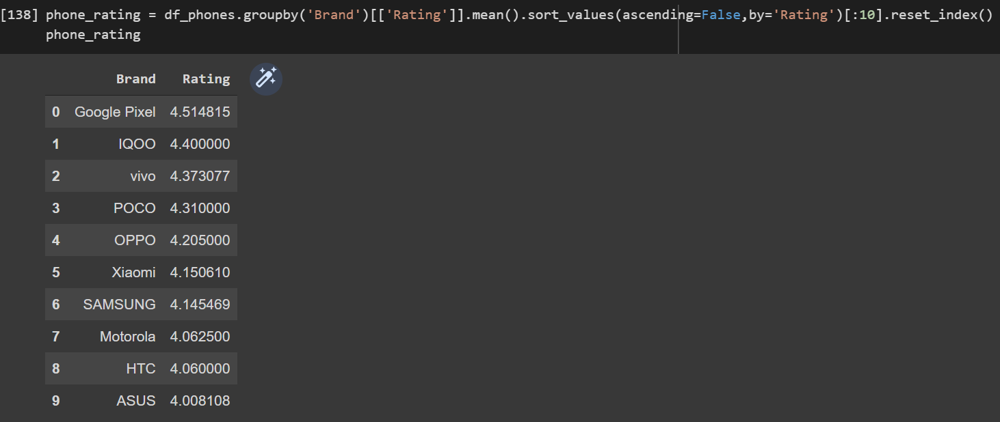 [138] phone_rating = df_phones.groupby('Brand')[['Rating']].mean().sort_values(ascending=False,by='Rating')[:10].reset_index()
phone_rating
Brand Rating
0 Google Pixel 4.514815
1 IQOO 4.400000
2 vivo 4.373077
3 POCO 4.310000
4 OPPO 4.205000
5 Xiaomi 4.150610
6 SAMSUNG 4.145469
7 Motorola 4.062500
8 HTC 4.060000
9 ASUS 4.008108